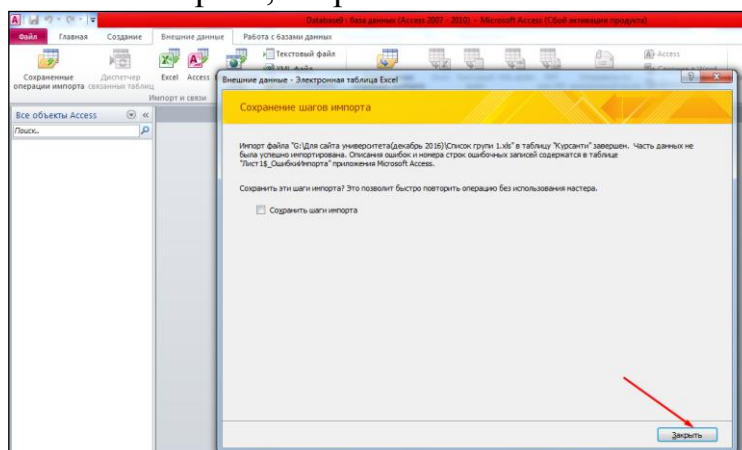 Database8 : база данных (Access 2007 - 2010) - Microsoft Access (Сбой активации продукта)
Файл Главная Создание Внешние данные Работа с базами данных
Текстовый файл
Access
Сохраненные операции импорта
Диспетчер связанных таблиц
Excel Access
Импорт и связи
Внешние данные - Электронная таблица Excel
Все объекты Access
Поиск..
Сохранение шагов импорта
Импорт файла "G:\Для сайта университета(декабрь 2016)\Список групи 1.xls" в таблицу "Курсанти" завершен. Часть данных не
была успешно импортирована. Описания ошибок и номера строк ошибочных записей содержатся в таблице
"Лист1$_ОшибкиИмпорта" приложения Microsoft Access.
Сохранить эти шаги импорта? Это позволит быстро повторить операцию без использования мастера.
Сохранить шаги импорта
Закрыть